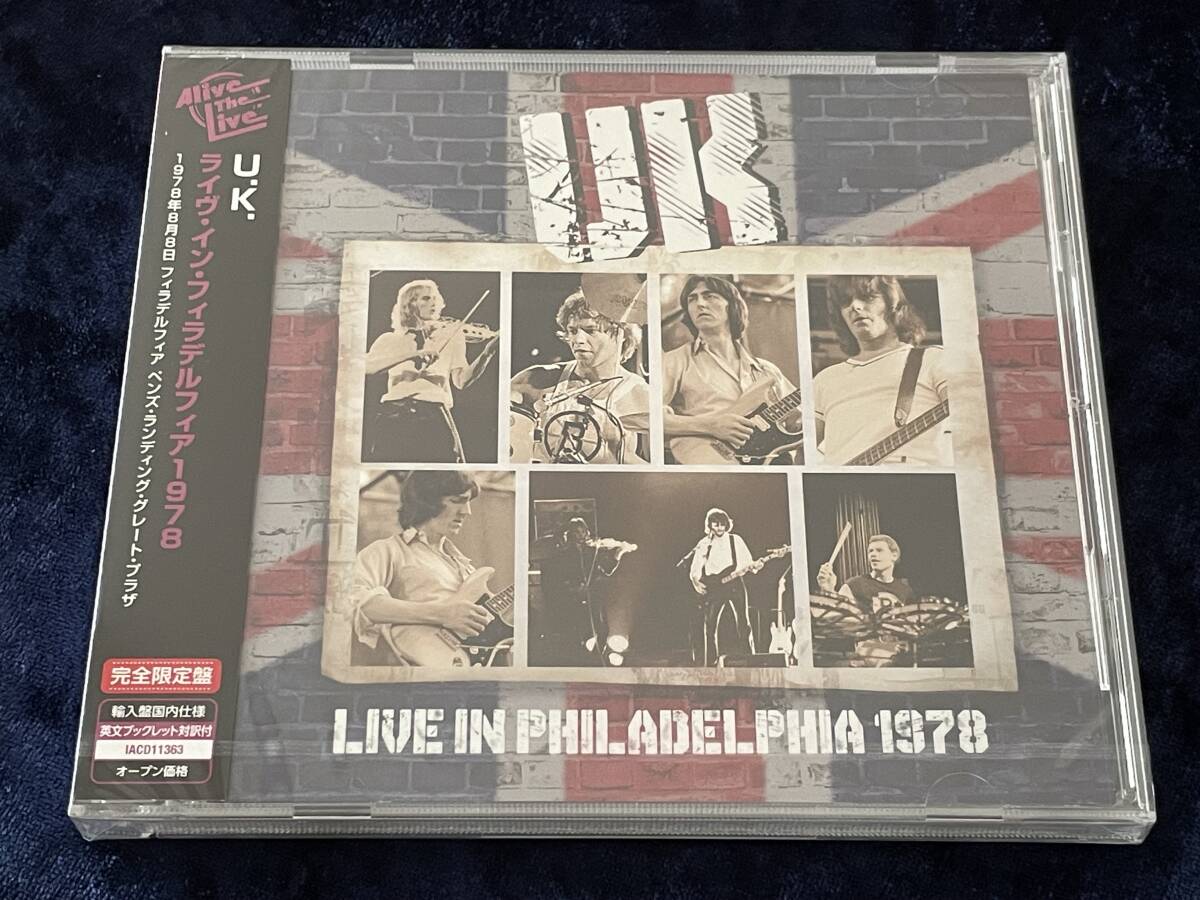 Alive
The
Live
U.K.
ライヴ・イン・フィラデルフィア1978
1978年8月8日 フィラデルフィア ペンズ・ランディング・グレート・プラザ
完全限定盤
輸入盤国内仕様
英文ブックレット対訳付
IACD11363
オープン価格
UK
LIVE IN PHILADELPHIA 1978